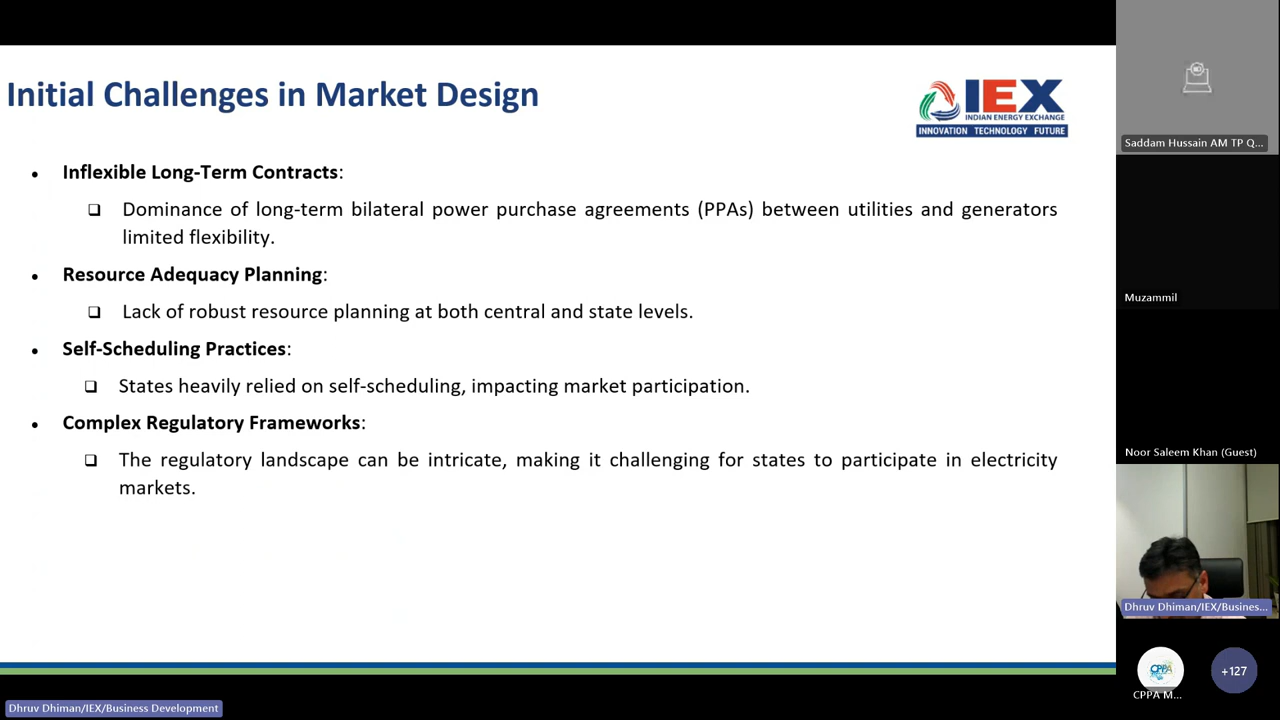 Initial Challenges in Market Design
IEX
INDIAN ENERGY EXCHANGE
INNOVATION TECHNOLOGY FUTURE
Inflexible Long-Term Contracts:
Dominance of long-term bilateral power purchase agreements (PPAs) between utilities and generators
limited flexibility.
Resource Adequacy Planning:
Lack of robust resource planning at both central and state levels.
Self-Scheduling Practices:
States heavily relied on self-scheduling, impacting market participation.
Complex Regulatory Frameworks:
The regulatory landscape can be intricate, making it challenging for states to participate in electricity
markets.
Dhruv Dhiman/IEX/Business Development
Saddam Hussain AM TP Q...
Muzammil
Noor Saleem Khan (Guest)
Dhruv Dhiman/IEX/Busines...
CPPA
CPPA M...
+127